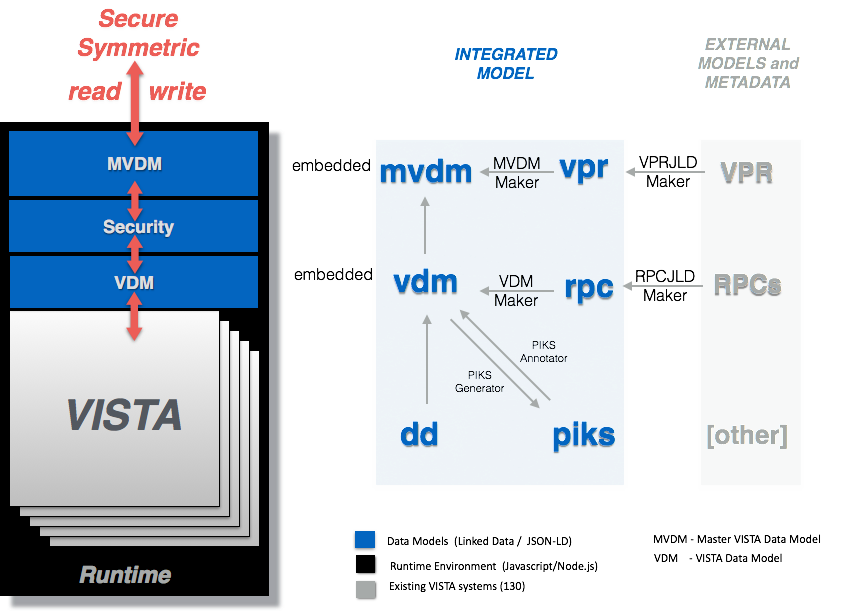 Secure
Symmetric
read write
MVDM
Security
VDM
VISTA
Runtime
INTEGRATED
MODEL
EXTERNAL
MODELS and
METADATA
embedded
mvdm
MVDM
Maker
vpr
VPRJLD
Maker
VPR
embedded
vdm
VDM
Maker
rpc
RPCJLD
Maker
RPCs
PIKS
Annotator
PIKS
Generator
dd
piks
[other]
Data Models (Linked Data / JSON-LD)
Runtime Environment (Javascript/Node.js)
Existing VISTA systems (130)
MVDM - Master VISTA Data Model
VDM - VISTA Data Model